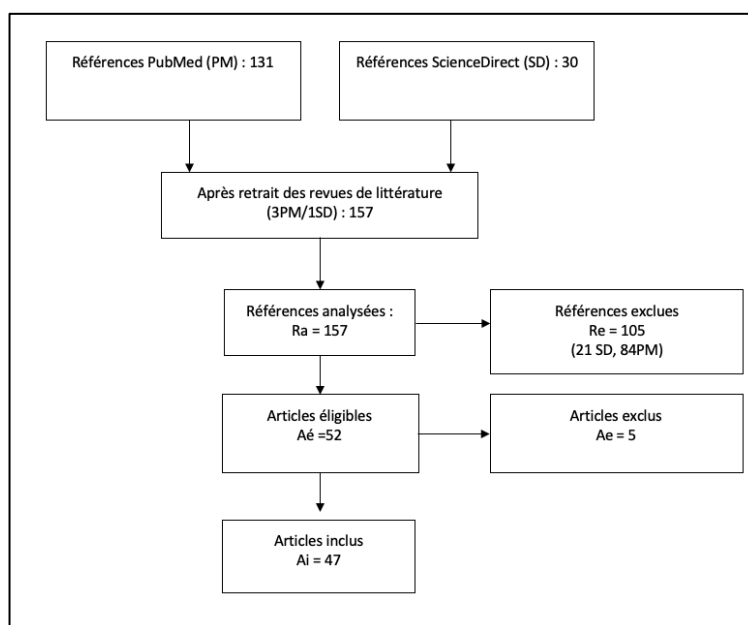 Références PubMed (PM) : 131
Références ScienceDirect (SD) : 30
Après retrait des revues de littérature
(3PM/1SD) : 157
Références analysées :
Ra = 157
Références exclues
Re = 105
(21 SD, 84PM)
Articles éligibles
Aé =52
Articles exclus
Ae = 5
Articles inclus
Ai = 47